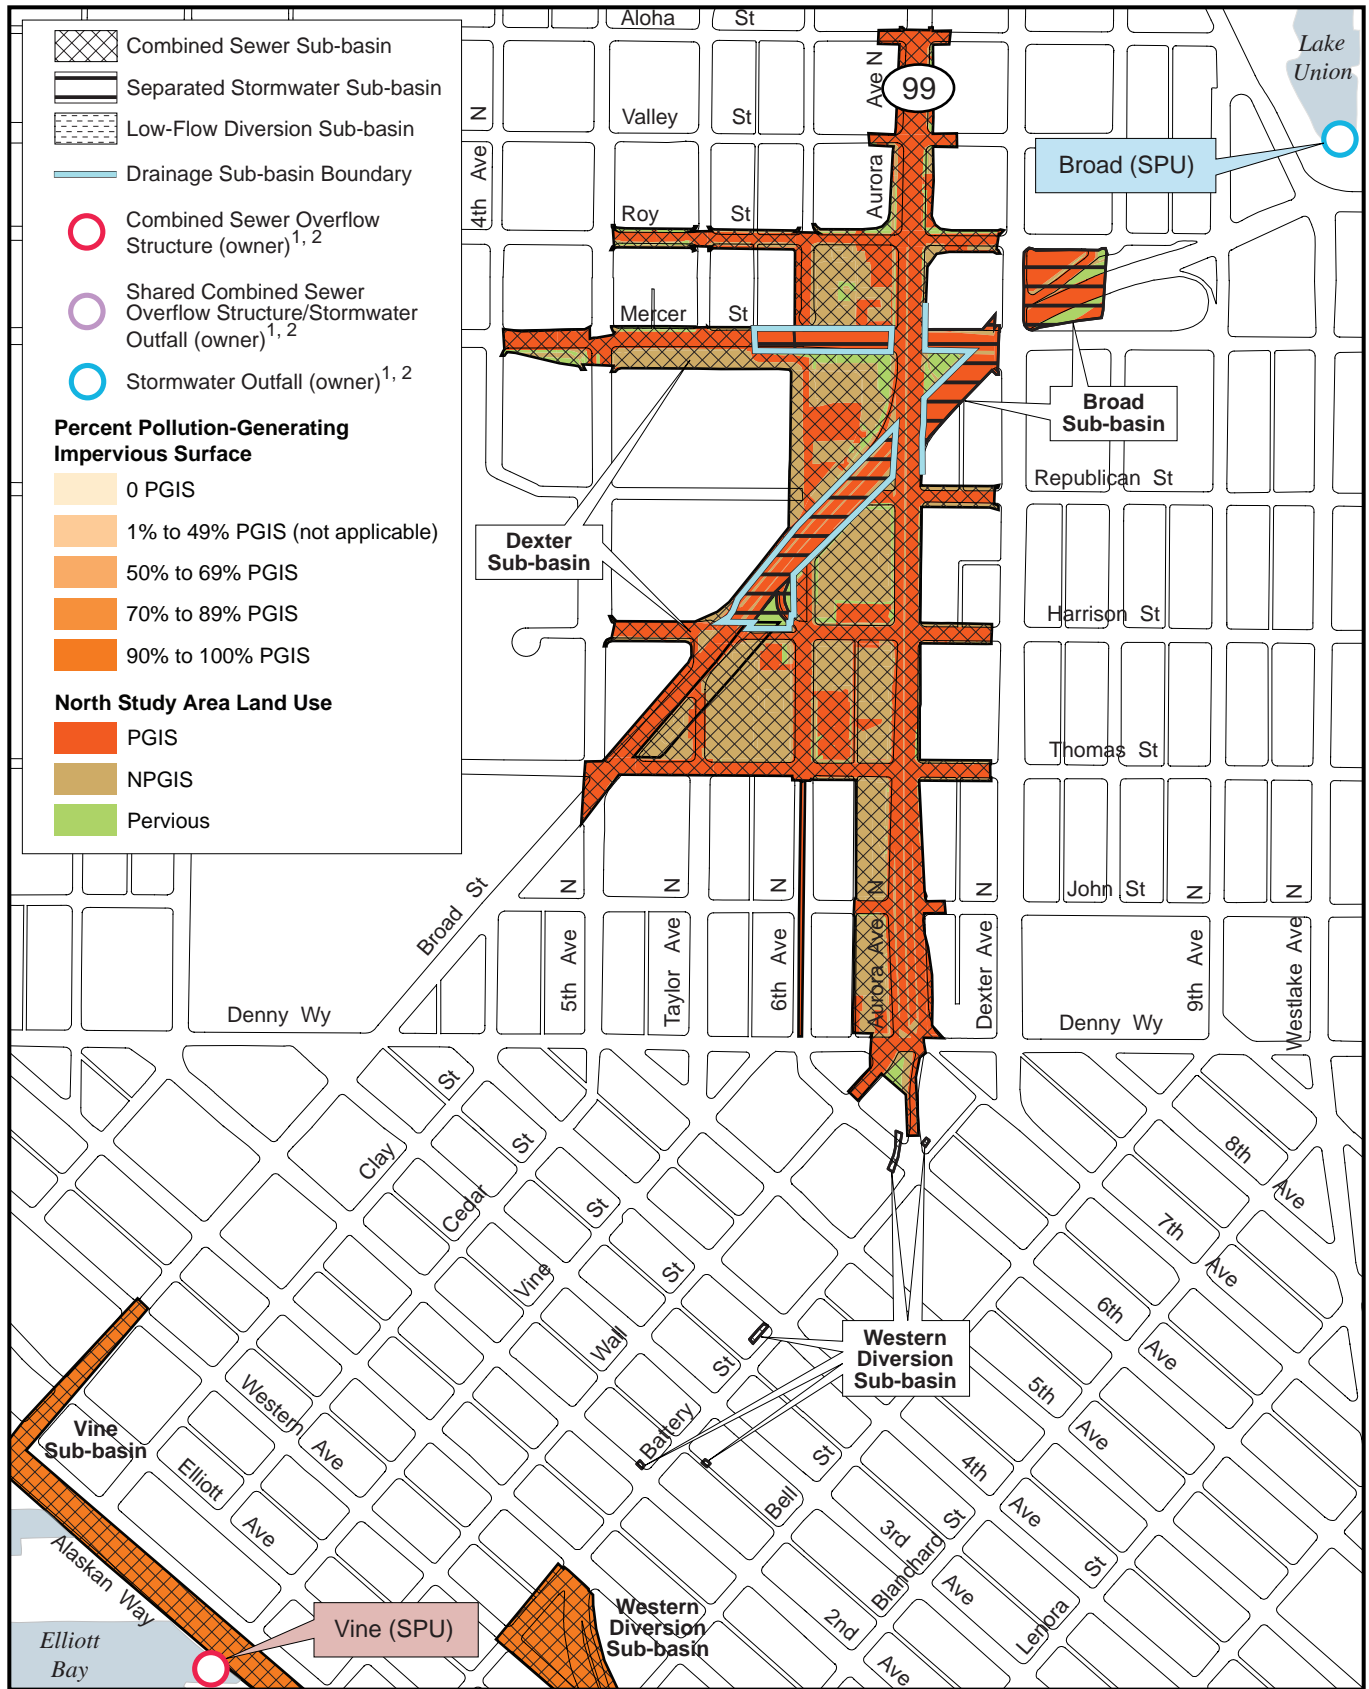 Combined Sewer Sub-basin
Separated Stormwater Sub-basin
Low-Flow Diversion Sub-basin
Drainage Sub-basin Boundary
Combined Sewer Overflow
Structure (owner)1, 2
Shared Combined Sewer
Overflow Structure/Stormwater
Outfall (owner)1, 2
Stormwater Outfall (owner)1, 2
Percent Pollution-Generating
Impervious Surface
0 PGIS
1% to 49% PGIS (not applicable)
50% to 69% PGIS
70% to 89% PGIS
90% to 100% PGIS
North Study Area Land Use
PGIS
NPGIS
Pervious
Aloha St
Lake
Union
99
Aurora Ave N
Valley St
4th Ave N
Broad (SPU)
Roy St
Mercer St
Broad
Sub-basin
Republican St
Dexter
Sub-basin
Harrison St
Thomas St
John St
Broad St
5th Ave N
Taylor Ave N
6th Ave N
Aurora Ave N
Dexter Ave N
9th Ave N
Westlake Ave N
Denny Wy
Denny Wy
Clay St
Cedar St
Vine St
Wall St
Battery St
Bell St
Blanchard St
Lenora St
8th Ave
7th Ave
6th Ave
5th Ave
4th Ave
3rd Ave
2nd Ave
Western
Diversion
Sub-basin
Western Ave
Elliott Ave
Vine
Sub-basin
Alaskan Way
Western
Diversion
Sub-basin
Vine (SPU)
Elliott
Bay